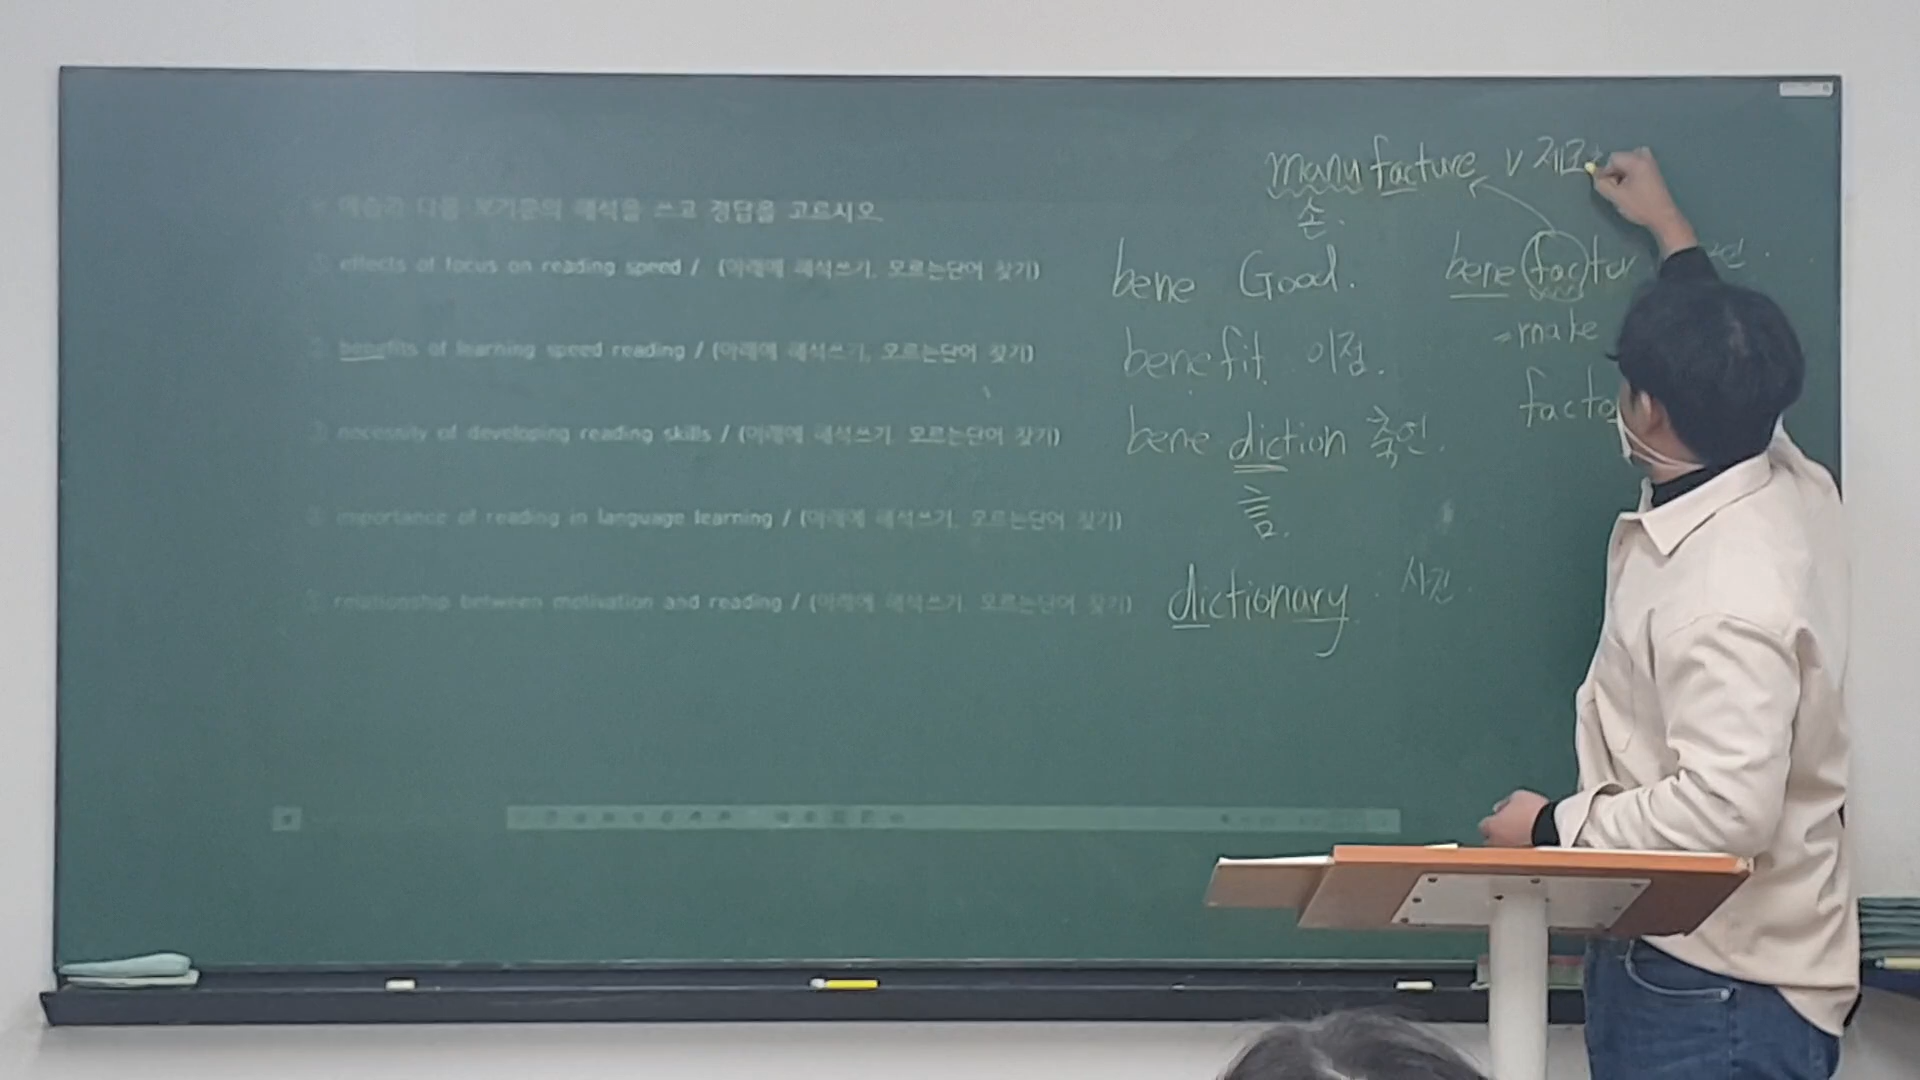 다음 보기문의 해석을 쓰고 정답을 고르시오.
① effects of focus on reading speed / (아래에 해석쓰기, 모르는단어 찾기)
② benefits of learning speed reading / (아래에 해석쓰기, 모르는단어 찾기)
③ necessity of developing reading skills / (아래에 해석쓰기, 모르는단어 찾기)
④ importance of reading in language learning / (아래에 해석쓰기, 모르는단어 찾기)
⑤ relationship between motivation and reading / (아래에 해석쓰기, 모르는단어 찾기)
manufacture v 제
손.
bene Good.
benefit 이점.
bene diction 축언.
dictionary 사전.
bene factor
=make
facto